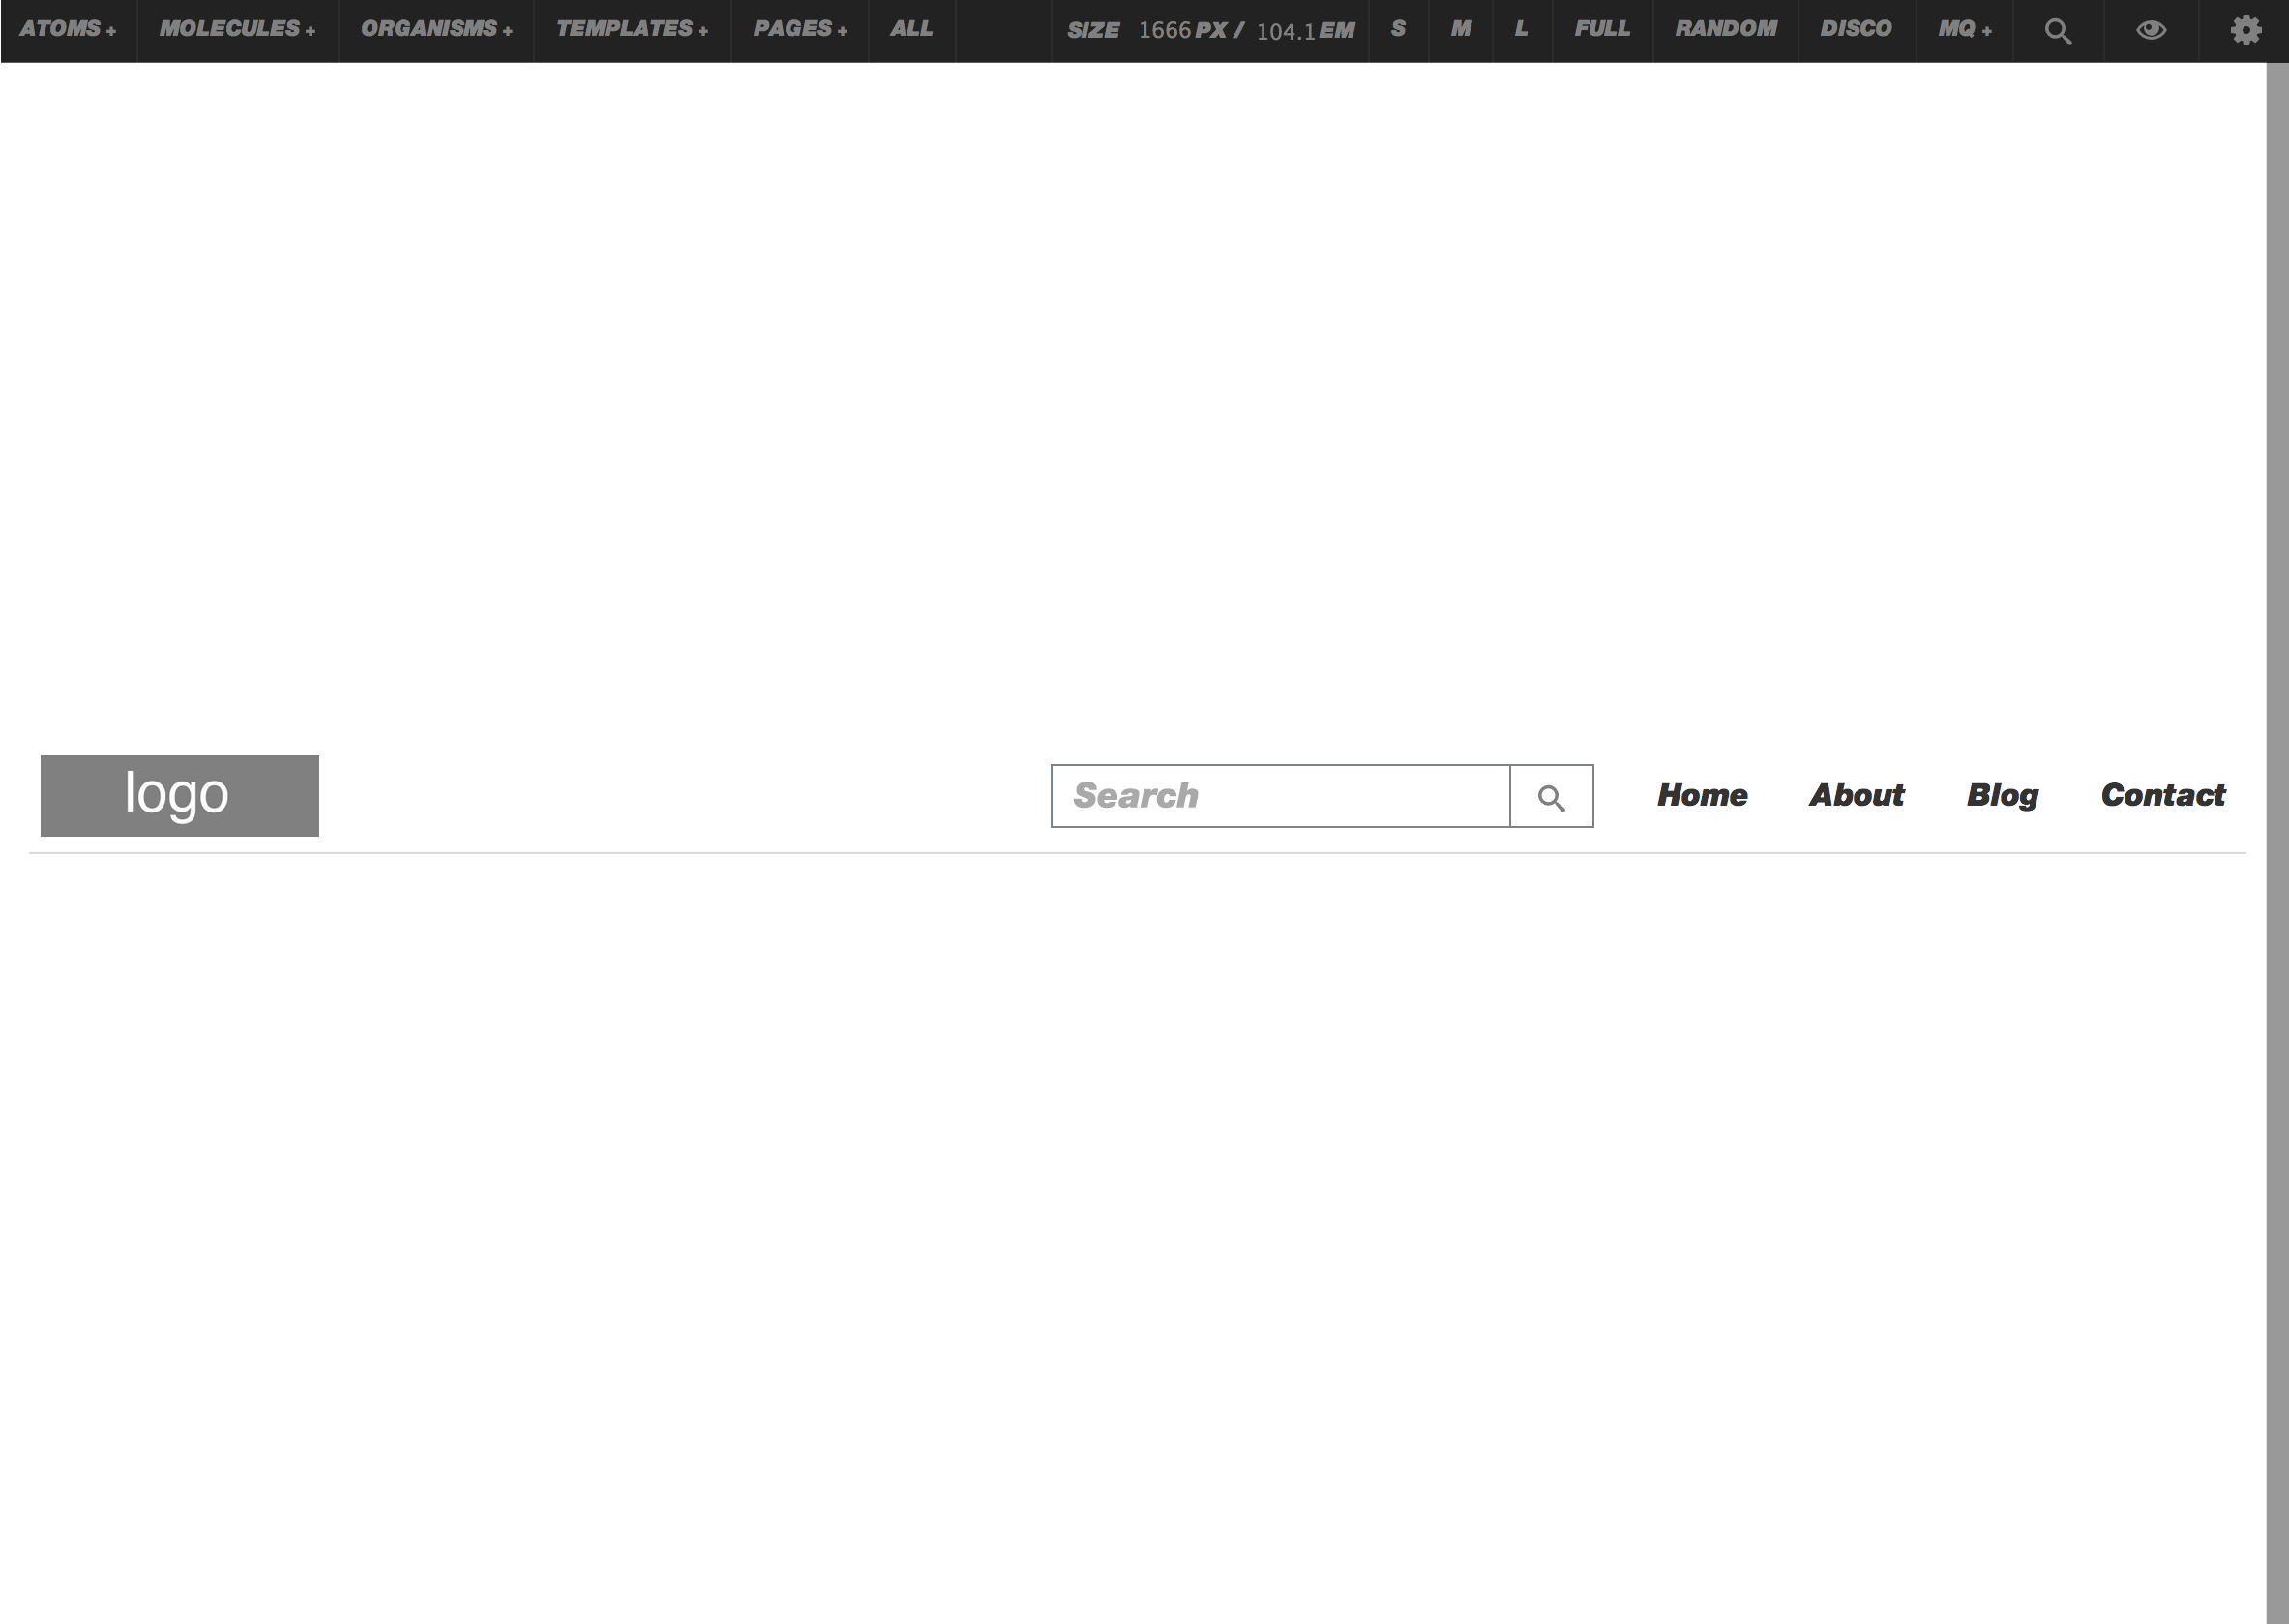 ATOMS + MOLECULES + ORGANISMS + TEMPLATES + PAGES + ALL SIZE 1666 PX / 104.1 EM S M L FULL RANDOM DISCO MQ +
logo Search Home About Blog Contact